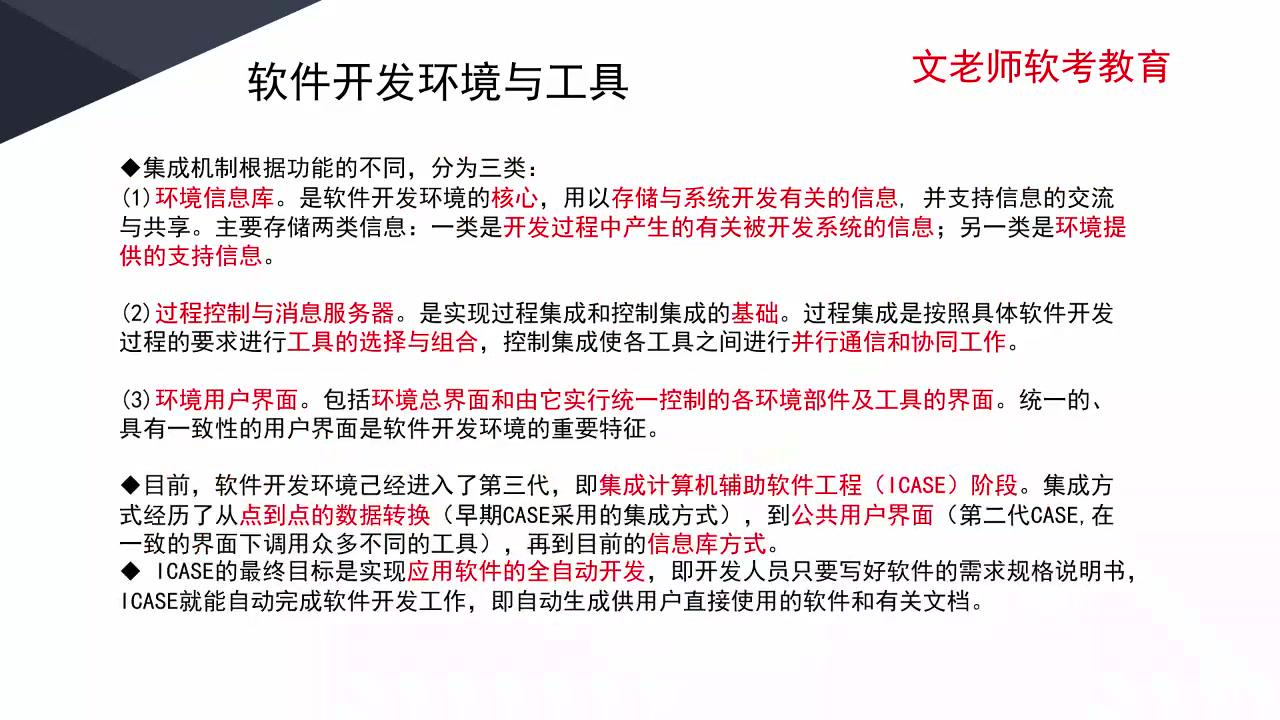 软件开发环境与工具
文老师软考教育
◆集成机制根据功能的不同，分为三类：
(1)环境信息库。是软件开发环境的核心，用以存储与系统开发有关的信息，并支持信息的交流
与共享。主要存储两类信息：一类是开发过程中产生的有关被开发系统的信息；另一类是环境提
供的支持信息。
(2)过程控制与消息服务器。是实现过程集成和控制集成的基础。过程集成是按照具体软件开发
过程的要求进行工具的选择与组合，控制集成使各工具之间进行并行通信和协同工作。
(3)环境用户界面。包括环境总界面和由它实行统一控制的各环境部件及工具的界面。统一的、
具有一致性的用户界面是软件开发环境的重要特征。
◆目前，软件开发环境己经进入了第三代，即集成计算机辅助软件工程（ICASE）阶段。集成方
式经历了从点到点的数据转换（早期CASE采用的集成方式），到公共用户界面（第二代CASE,在
一致的界面下调用众多不同的工具），再到目前的信息库方式。
◆ ICASE的最终目标是实现应用软件的全自动开发，即开发人员只要写好软件的需求规格说明书，
ICASE就能自动完成软件开发工作，即自动生成供用户直接使用的软件和有关文档。